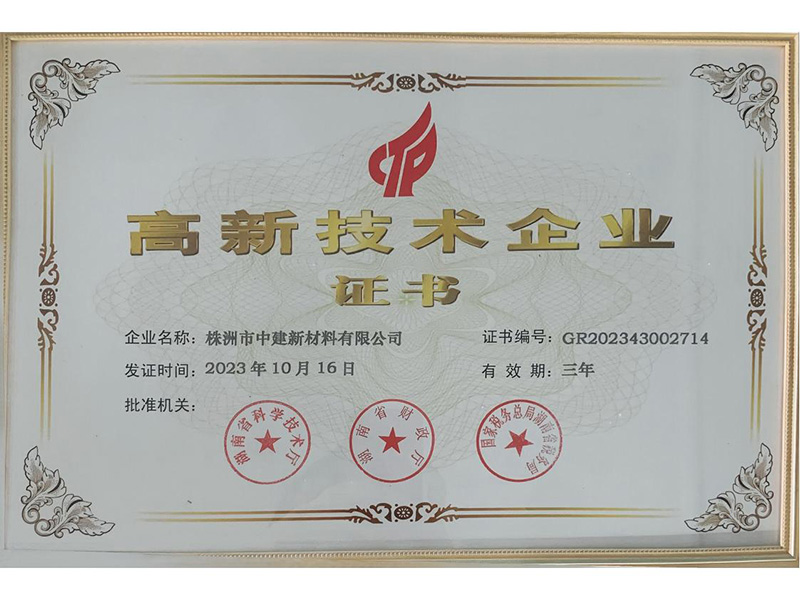 CTP
高新技术企业
证书
企业名称：株洲市中建新材料有限公司 证书编号：GR202343002714
发证时间：2023年10月16日 有效期：三年
批准机关：
湖南省科学技术厅
湖南省财政厅
国家税务总局湖南省税务局